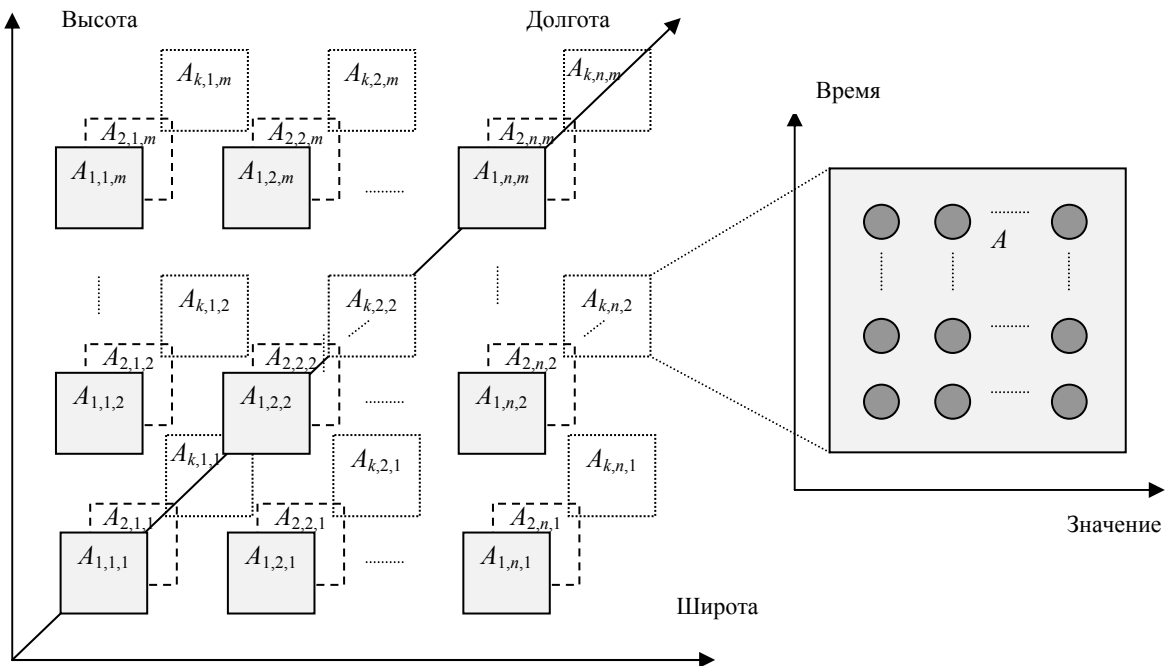 Высота
Долгота
A_{k,1,m} A_{k,2,m} A_{k,n,m}
Время
A_{2,1,m} A_{2,2,m} A_{2,n,m}
A_{1,1,m} A_{1,2,m} A_{1,n,m}
A
A_{k,1,2} A_{k,2,2} A_{k,n,2}
A_{2,1,2} A_{2,2,2} A_{2,n,2}
A_{1,1,2} A_{1,2,2} A_{1,n,2}
A_{k,1,1} A_{k,2,1} A_{k,n,1}
A_{2,1,1} A_{2,2,1} A_{2,n,1}
Значение
A_{1,1,1} A_{1,2,1} A_{1,n,1}
Широта